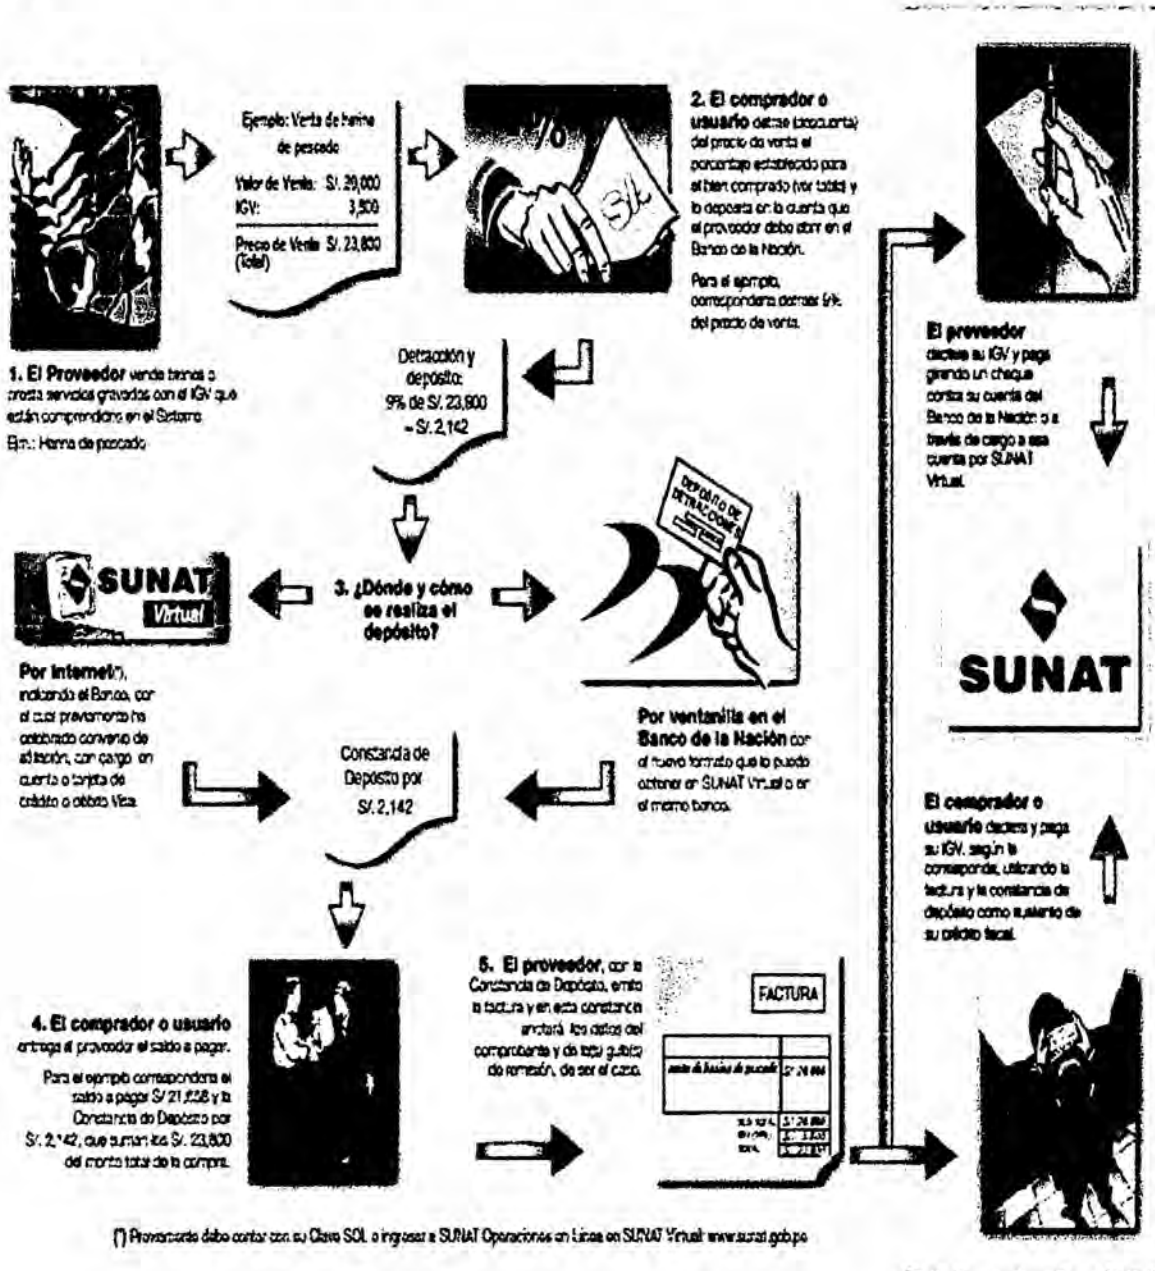 Ejemplo: Venta de harina
de pescado
Valor de Venta: S/. 20,000
IGV: 3,800
Precio de Venta S/. 23,800
(Total)
%
2. El comprador o
usuario detrae (descuenta)
del precio de venta el
porcentaje establecido para
el bien comprado (ver tabla) y
lo deposita en la cuenta que
el proveedor debe abrir en el
Banco de la Nación.
Para el ejemplo,
correspondería detraer 9%
del precio de venta.
1. El Proveedor vende bienes o
presta servicios gravados con el IGV que
están comprendidos en el Sistema.
Ejm.: Harina de pescado
Detracción y
depósito:
9% de S/. 23,800
= S/. 2,142
DEPÓSITO DE
DETRACCIONES
SUNAT
Virtual
3. ¿Dónde y cómo
se realiza el
depósito?
Por Internet(*),
indicando el Banco, con
el cual previamente ha
celebrado convenio de
afiliación, con cargo en
cuenta o tarjeta de
crédito o débito Visa.
Por ventanilla en el
Banco de la Nación con
el nuevo formato que lo puede
obtener en SUNAT Virtual o en
el mismo banco.
Constancia de
Depósito por
S/. 2,142
4. El comprador o usuario
entrega al proveedor el saldo a pagar.
Para el ejemplo correspondería el
saldo a pagar S/ 21,658 y la
Constancia de Depósito por
S/. 2,142, que suman los S/. 23,800
del monto total de la compra.
5. El proveedor, con la
Constancia de Depósito, emite
la factura y en esta constancia
anotará los datos del
comprobante y de la(s) guía(s)
de remisión, de ser el caso.
FACTURA
venta de harina de pescado
TOTAL
El proveedor
declara su IGV y paga
girando un cheque
contra su cuenta del
Banco de la Nación o a
través de cargo a esa
cuenta por SUNAT
Virtual.
SUNAT
El comprador o
usuario declara y paga
su IGV, según le
corresponda, utilizando la
factura y la constancia de
depósito como sustento de
su crédito fiscal.
(*) Previamente debe contar con su Clave SOL e ingresar a SUNAT Operaciones en Línea en SUNAT Virtual: www.sunat.gob.pe